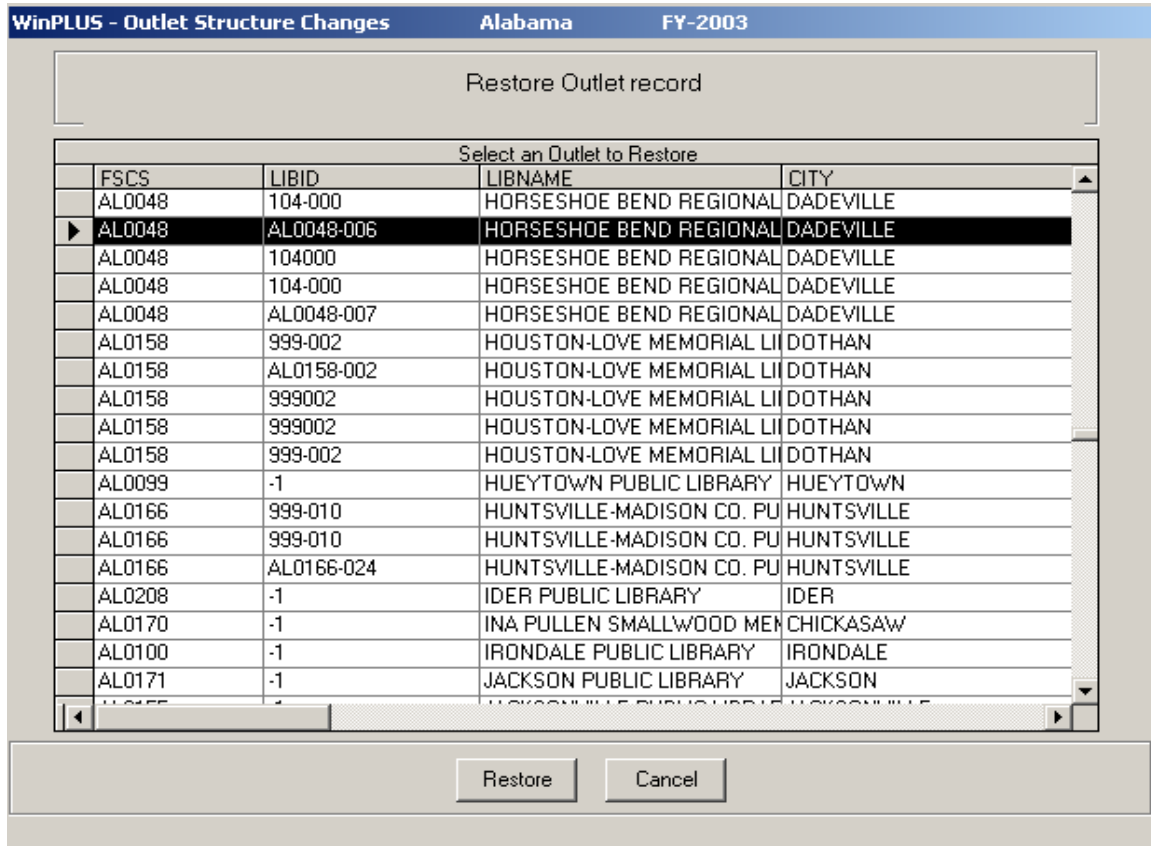 WinPLUS - Outlet Structure Changes Alabama FY-2003
Restore Outlet record
Select an Outlet to Restore
FSCS LIBID LIBNAME CITY
AL0048 104-000 HORSESHOE BEND REGIONAL DADEVILLE
AL0048 AL0048-006 HORSESHOE BEND REGIONAL DADEVILLE
AL0048 104000 HORSESHOE BEND REGIONAL DADEVILLE
AL0048 104-000 HORSESHOE BEND REGIONAL DADEVILLE
AL0048 AL0048-007 HORSESHOE BEND REGIONAL DADEVILLE
AL0158 999-002 HOUSTON-LOVE MEMORIAL LI DOTHAN
AL0158 AL0158-002 HOUSTON-LOVE MEMORIAL LI DOTHAN
AL0158 999002 HOUSTON-LOVE MEMORIAL LI DOTHAN
AL0158 999002 HOUSTON-LOVE MEMORIAL LI DOTHAN
AL0158 999-002 HOUSTON-LOVE MEMORIAL LI DOTHAN
AL0099 -1 HUEYTOWN PUBLIC LIBRARY HUEYTOWN
AL0166 999-010 HUNTSVILLE-MADISON CO. PU HUNTSVILLE
AL0166 999-010 HUNTSVILLE-MADISON CO. PU HUNTSVILLE
AL0166 AL0166-024 HUNTSVILLE-MADISON CO. PU HUNTSVILLE
AL0208 -1 IDER PUBLIC LIBRARY IDER
AL0170 -1 INA PULLEN SMALLWOOD MEM CHICKASAW
AL0100 -1 IRONDALE PUBLIC LIBRARY IRONDALE
AL0171 -1 JACKSON PUBLIC LIBRARY JACKSON
Restore Cancel